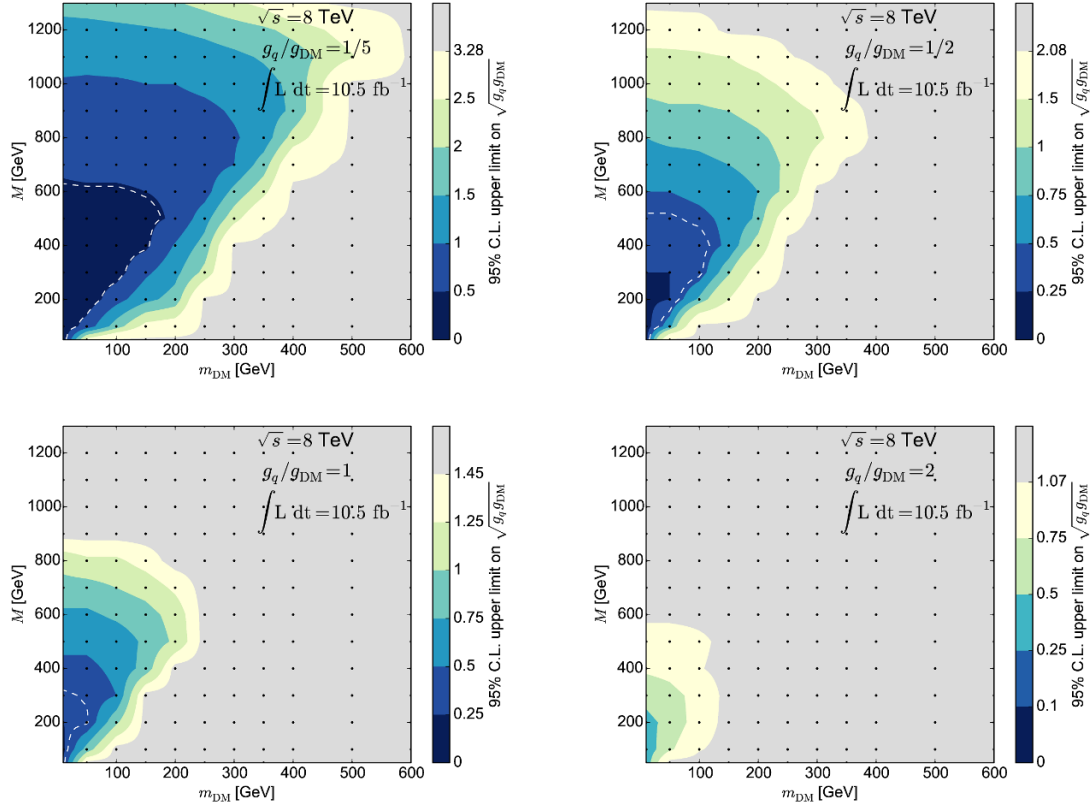 √s = 8 TeV
g_q/g_DM = 1/5
∫ L dt = 10.5 fb⁻¹
1200
1000
800
600
400
200
M [GeV]
100 200 300 400 500 600
m_DM [GeV]
3.28
2.5
2
1.5
1
0.5
0
95% C.L. upper limit on √g_q g_DM
√s = 8 TeV
g_q/g_DM = 1/2
∫ L dt = 10.5 fb⁻¹
1200
1000
800
600
400
200
M [GeV]
100 200 300 400 500 600
m_DM [GeV]
2.08
1.5
1
0.75
0.5
0.25
0
95% C.L. upper limit on √g_q g_DM
√s = 8 TeV
g_q/g_DM = 1
∫ L dt = 10.5 fb⁻¹
1200
1000
800
600
400
200
M [GeV]
100 200 300 400 500 600
m_DM [GeV]
1.45
1.25
1
0.75
0.5
0.25
0
95% C.L. upper limit on √g_q g_DM
√s = 8 TeV
g_q/g_DM = 2
∫ L dt = 10.5 fb⁻¹
1200
1000
800
600
400
200
M [GeV]
100 200 300 400 500 600
m_DM [GeV]
1.07
0.75
0.5
0.25
0.1
0
95% C.L. upper limit on √g_q g_DM